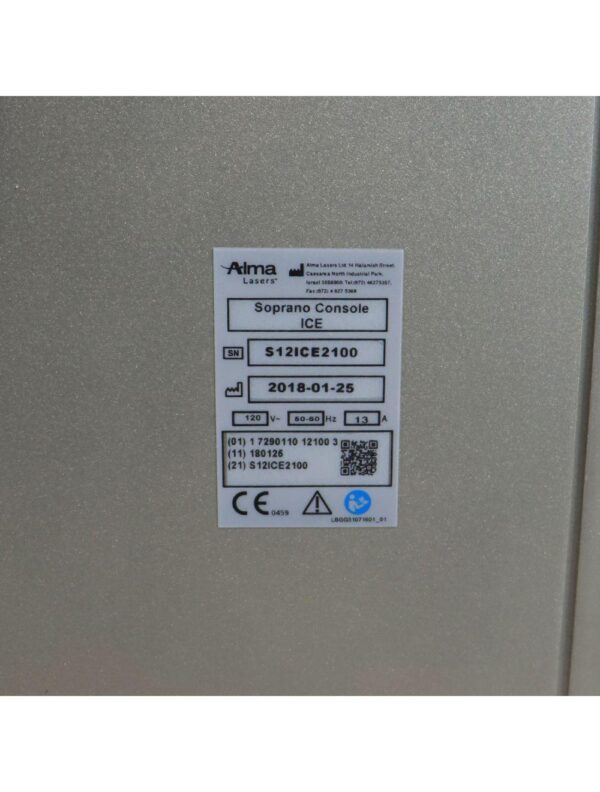 Alma
Lasers
Alma Lasers Ltd 14 Halamish Street,
Caesarea North Industrial Park,
Israel
Soprano Console
ICE
SN S12ICE2100
2018-01-25
120 V~ 50-60 Hz 13 A
(01) 1 7290110 12100 3
(11) 180125
(21) S12ICE2100
CE 0459